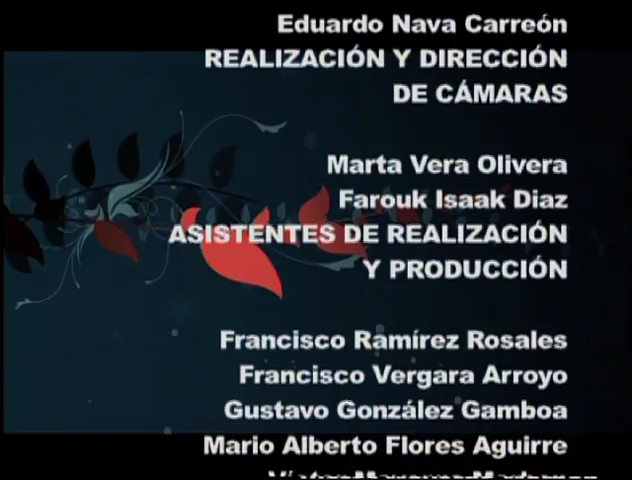 Eduardo Nava Carreón
REALIZACIÓN Y DIRECCIÓN
DE CÁMARAS
Marta Vera Olivera
Farouk Isaak Diaz
ASISTENTES DE REALIZACIÓN
Y PRODUCCIÓN
Francisco Ramírez Rosales
Francisco Vergara Arroyo
Gustavo González Gamboa
Mario Alberto Flores Aguirre